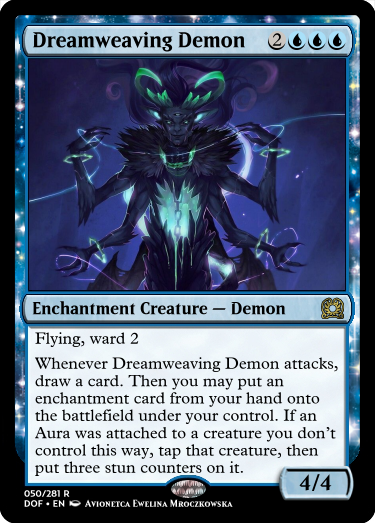 Dreamweaving Demon 2
Enchantment Creature — Demon
Flying, ward 2
Whenever Dreamweaving Demon attacks,
draw a card. Then you may put an
enchantment card from your hand onto
the battlefield under your control. If an
Aura was attached to a creature you don't
control this way, tap that creature, then
put three stun counters on it.
4/4
050/281 R
DOF • EN Avionetca Ewelina Mroczkowska